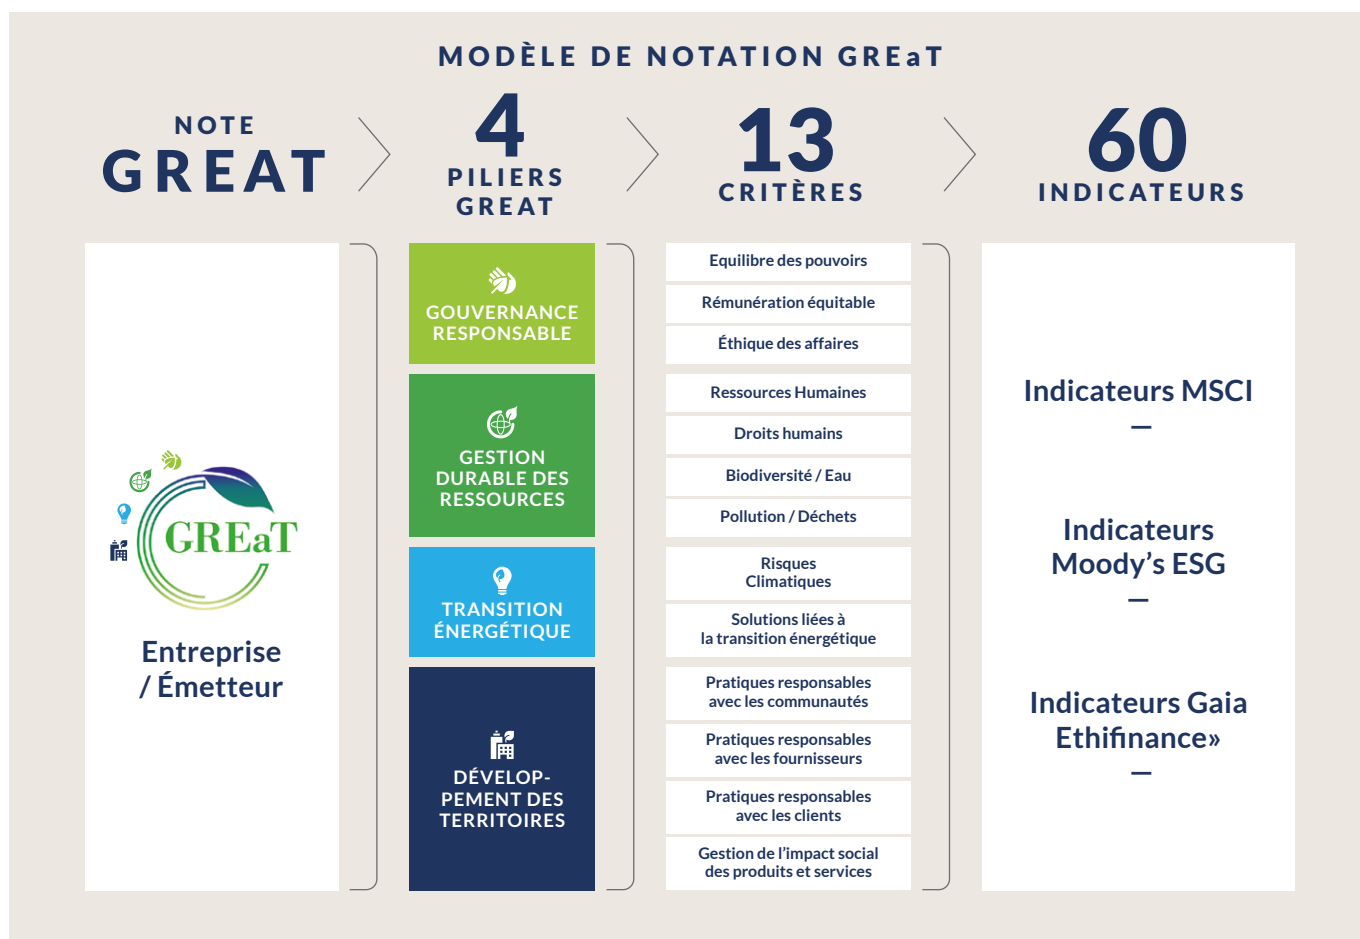 MODÈLE DE NOTATION GREaT
NOTE
GREAT
4
PILIERS
GREAT
13
CRITÈRES
60
INDICATEURS
GREaT
Entreprise
/ Émetteur
GOUVERNANCE
RESPONSABLE
GESTION
DURABLE DES
RESSOURCES
TRANSITION
ÉNERGÉTIQUE
DÉVELOP-
PEMENT DES
TERRITOIRES
Equilibre des pouvoirs
Rémunération équitable
Éthique des affaires
Ressources Humaines
Droits humains
Biodiversité / Eau
Pollution / Déchets
Risques
Climatiques
Solutions liées à
la transition énergétique
Pratiques responsables
avec les communautés
Pratiques responsables
avec les fournisseurs
Pratiques responsables
avec les clients
Gestion de l’impact social
des produits et services
Indicateurs MSCI
—
Indicateurs
Moody’s ESG
—
Indicateurs Gaia
Ethifinance»
—